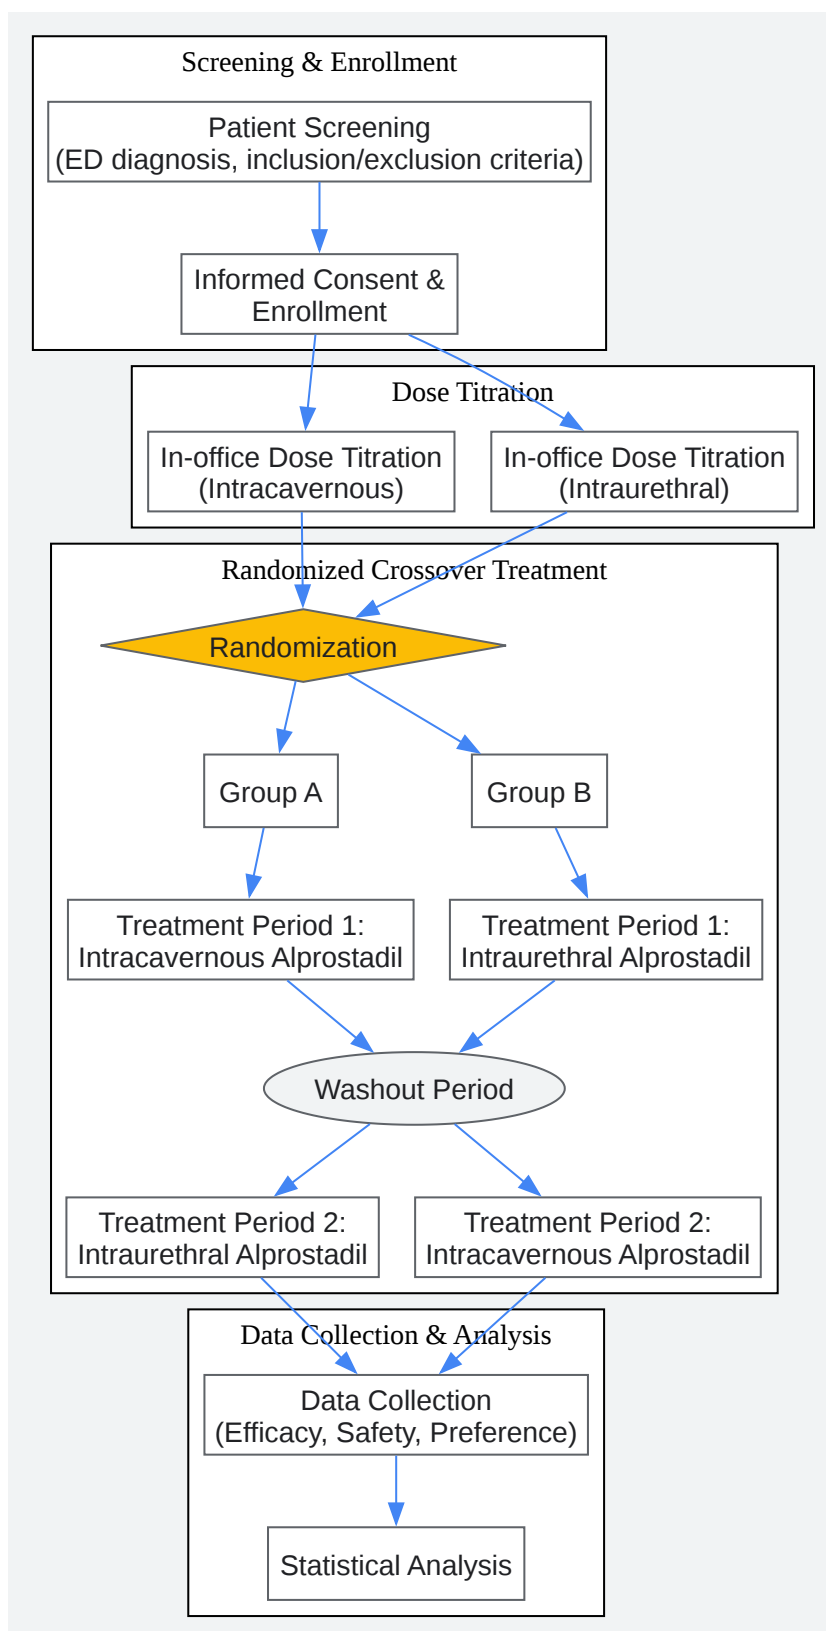 Screening & Enrollment
Patient Screening
(ED diagnosis, inclusion/exclusion criteria)
Informed Consent &
Enrollment
Dose Titration
In-office Dose Titration
(Intracavernous)
In-office Dose Titration
(Intraurethral)
Randomized Crossover Treatment
Randomization
Group A
Group B
Treatment Period 1:
Intracavernous Alprostadil
Treatment Period 1:
Intraurethral Alprostadil
Washout Period
Treatment Period 2:
Intraurethral Alprostadil
Treatment Period 2:
Intracavernous Alprostadil
Data Collection & Analysis
Data Collection
(Efficacy, Safety, Preference)
Statistical Analysis